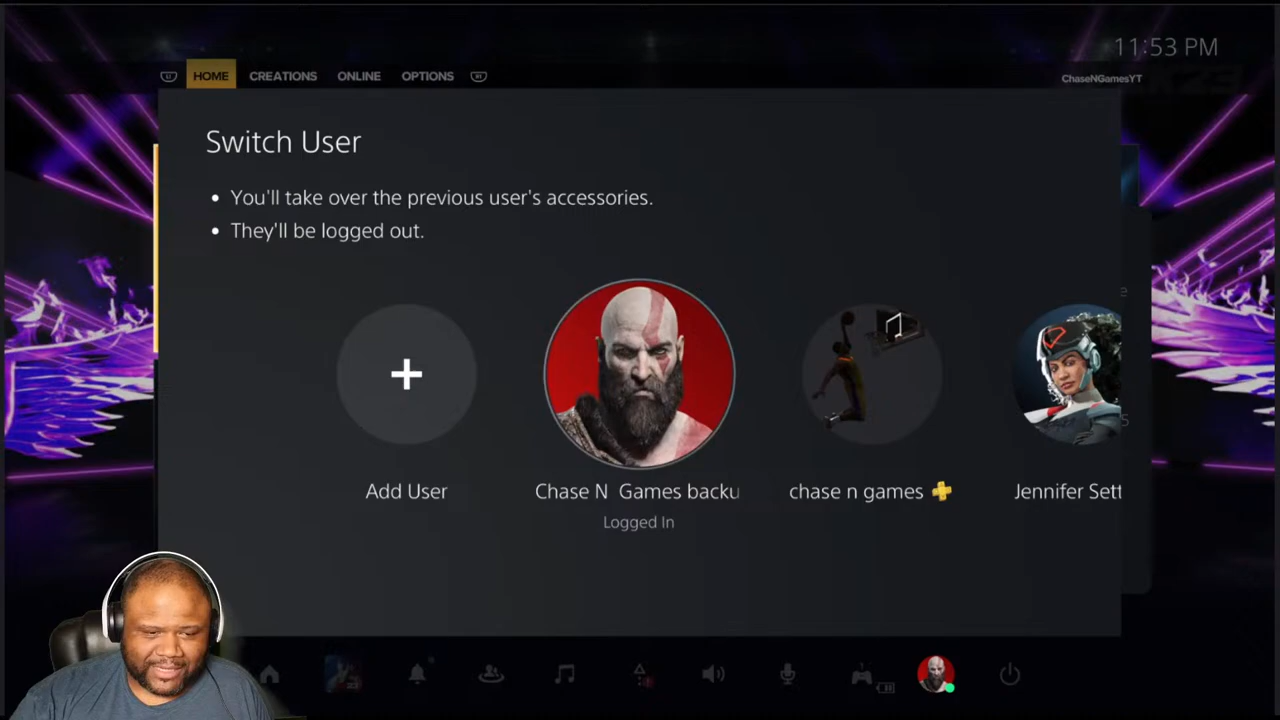 11:53 PM
HOME CREATIONS ONLINE OPTIONS
ChaseNGamesYT
Switch User
You'll take over the previous user's accessories.
They'll be logged out.
Add User
Chase N Games backu
chase n games
Jennifer Sett
Logged In